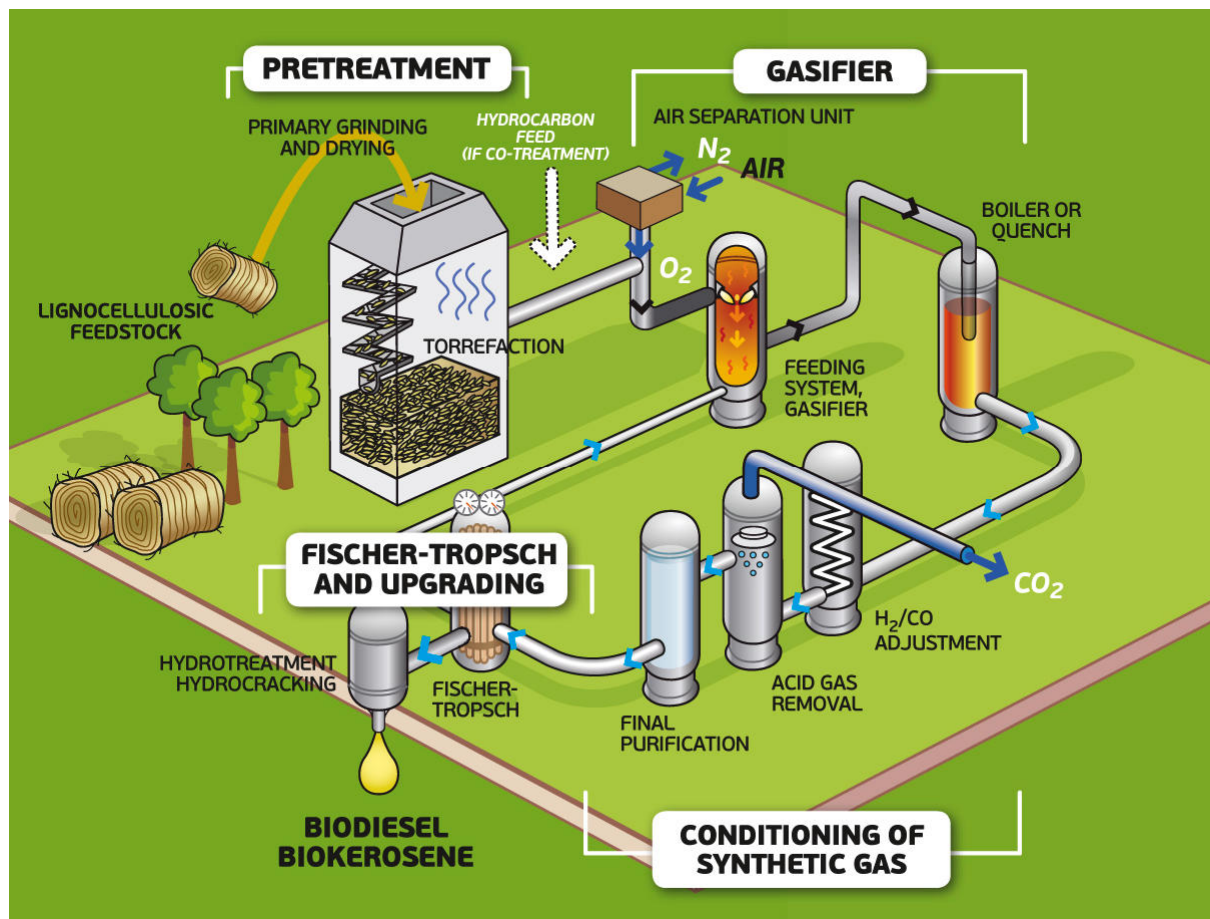 PRETREATMENT
GASIFIER
PRIMARY GRINDING
AND DRYING
HYDROCARBON
FEED
(IF CO-TREATMENT)
AIR SEPARATION UNIT
N2
AIR
O2
BOILER OR
QUENCH
LIGNOCELLULOSIC
FEEDSTOCK
TORREFACTION
FEEDING
SYSTEM,
GASIFIER
FISCHER-TROPSCH
AND UPGRADING
CO2
H2/CO
ADJUSTMENT
HYDROTREATMENT
HYDROCRACKING
FISCHER-
TROPSCH
ACID GAS
REMOVAL
FINAL
PURIFICATION
BIODIESEL
BIOKEROSENE
CONDITIONING OF
SYNTHETIC GAS